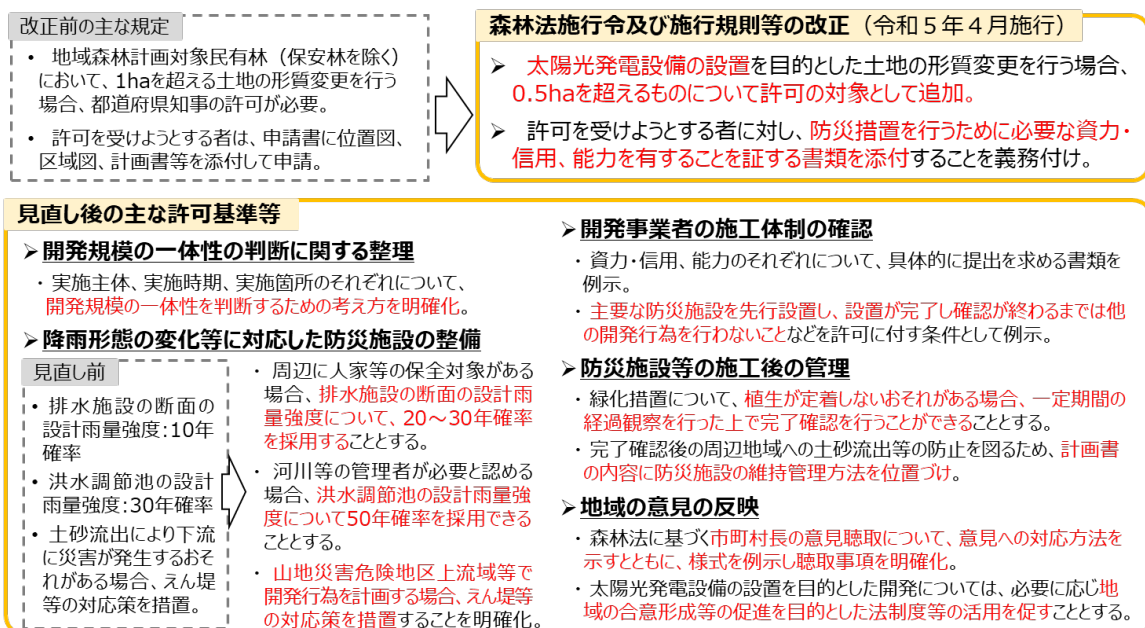 改正前の主な規定
• 地域森林計画対象民有林（保安林を除く）
において、1haを超える土地の形質変更を行う
場合、都道府県知事の許可が必要。
• 許可を受けようとする者は、申請書に位置図、
区域図、計画書等を添付して申請。
森林法施行令及び施行規則等の改正（令和５年４月施行）
➢ 太陽光発電設備の設置を目的とした土地の形質変更を行う場合、
0.5haを超えるものについて許可の対象として追加。
➢ 許可を受けようとする者に対し、防災措置を行うために必要な資力・
信用、能力を有することを証する書類を添付することを義務付け。
見直し後の主な許可基準等
➢開発規模の一体性の判断に関する整理
・実施主体、実施時期、実施箇所のそれぞれについて、
開発規模の一体性を判断するための考え方を明確化。
➢降雨形態の変化等に対応した防災施設の整備
見直し前
• 排水施設の断面の
設計雨量強度:10年
確率
• 洪水調節池の設計
雨量強度:30年確率
• 土砂流出により下流
に災害が発生するおそ
れがある場合、えん堤
等の対応策を措置。
・周辺に人家等の保全対象がある
場合、排水施設の断面の設計雨
量強度について、20～30年確率
を採用することとする。
・河川等の管理者が必要と認める
場合、洪水調節池の設計雨量強
度について50年確率を採用できる
こととする。
・山地災害危険地区上流域等で
開発行為を計画する場合、えん堤等
の対応策を措置することを明確化。
➢開発事業者の施工体制の確認
・資力・信用、能力のそれぞれについて、具体的に提出を求める書類を
例示。
・主要な防災施設を先行設置し、設置が完了し確認が終わるまでは他
の開発行為を行わないことなどを許可に付す条件として例示。
➢防災施設等の施工後の管理
・緑化措置について、植生が定着しないおそれがある場合、一定期間の
経過観察を行った上で完了確認を行うことができることとする。
・完了確認後の周辺地域への土砂流出等の防止を図るため、計画書
の内容に防災施設の維持管理方法を位置づけ。
➢地域の意見の反映
・森林法に基づく市町村長の意見聴取について、意見への対応方法を
示すとともに、様式を例示し聴取事項を明確化。
・太陽光発電設備の設置を目的とした開発については、必要に応じ地
域の合意形成等の促進を目的とした法制度等の活用を促すこととする。